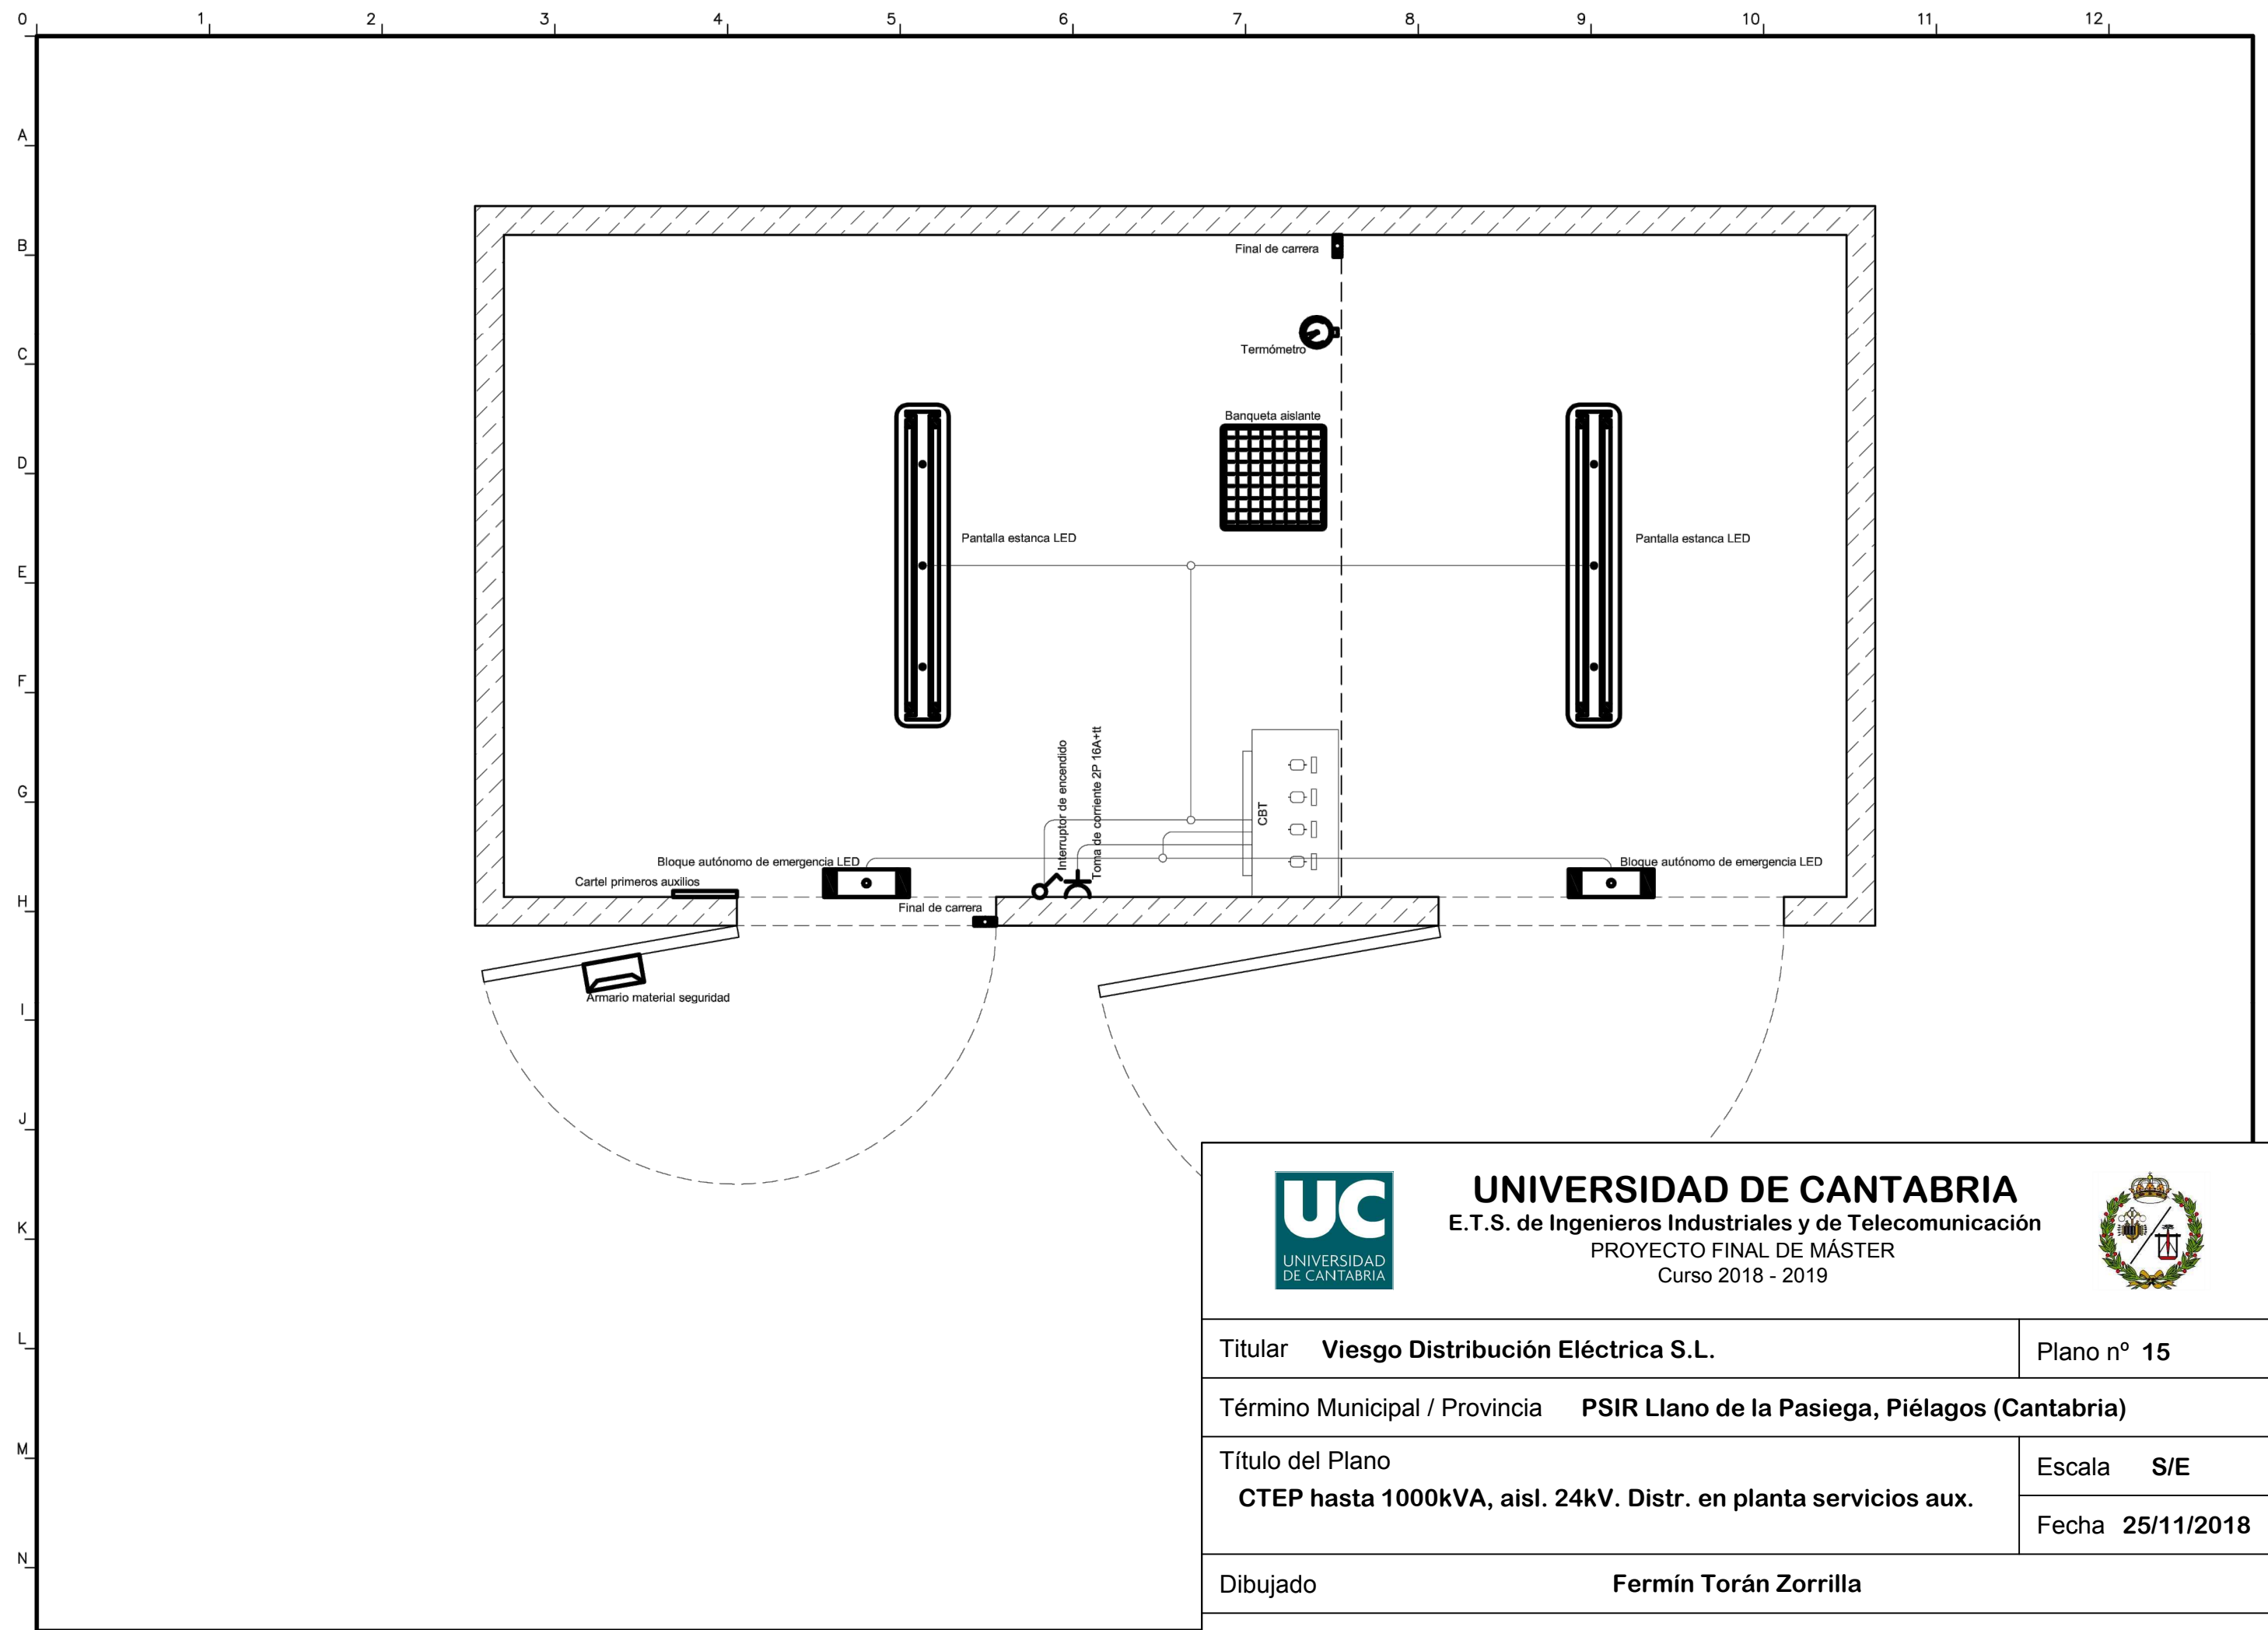 0 1 2 3 4 5 6 7 8 9 10 11 12
A
B
C
D
E
F
G
H
I
J
K
L
M
N
Final de carrera
Termómetro
Banqueta aislante
Pantalla estanca LED
Pantalla estanca LED
Interruptor de encendido
Toma de corriente 2P 16A+tt
CBT
Bloque autónomo de emergencia LED
Bloque autónomo de emergencia LED
Cartel primeros auxilios
Final de carrera
Armario material seguridad
UC
UNIVERSIDAD
DE CANTABRIA
UNIVERSIDAD DE CANTABRIA
E.T.S. de Ingenieros Industriales y de Telecomunicación
PROYECTO FINAL DE MÁSTER
Curso 2018 - 2019
Titular Viesgo Distribución Eléctrica S.L.
Plano nº 15
Término Municipal / Provincia PSIR Llano de la Pasiega, Piélagos (Cantabria)
Título del Plano
CTEP hasta 1000kVA, aisl. 24kV. Distr. en planta servicios aux.
Escala S/E
Fecha 25/11/2018
Dibujado Fermín Torán Zorrilla